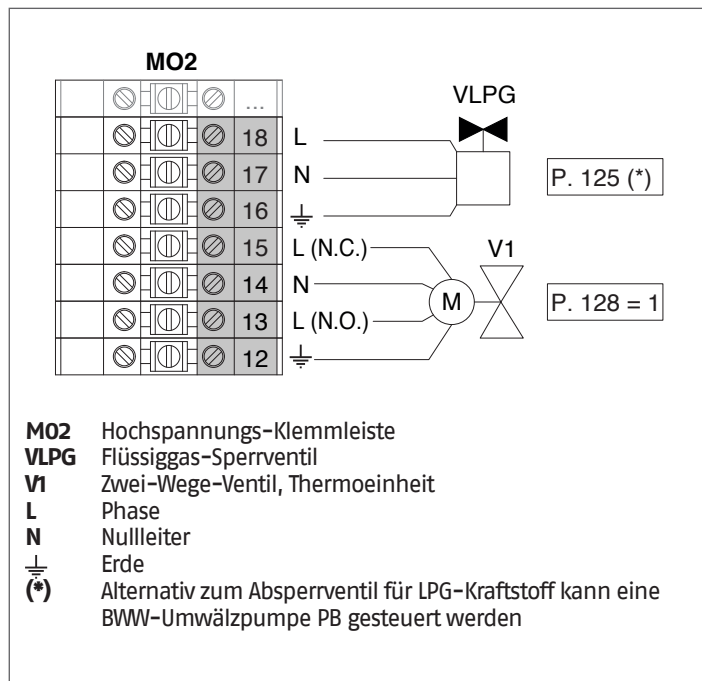 MO2
...
VLPG
18 L
17 N
P. 125 (*)
16
15 L (N.C.)
V1
14 N
M
P. 128 = 1
13 L (N.O.)
12
M02 Hochspannungs-Klemmleiste
VLPG Flüssiggas-Sperrventil
V1 Zwei-Wege-Ventil, Thermoeinheit
L Phase
N Nullleiter
⏚ Erde
(*) Alternativ zum Absperrventil für LPG-Kraftstoff kann eine
BWW-Umwälzpumpe PB gesteuert werden